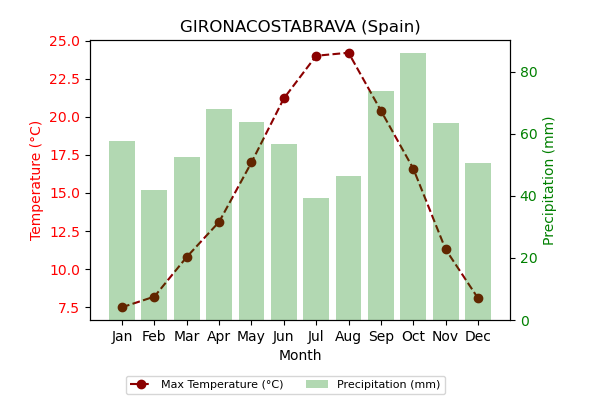 GIRONACOSTABRAVA (Spain)
25.0
22.5
20.0
17.5
15.0
12.5
10.0
7.5
Temperature (°C)
80
60
40
20
0
Precipitation (mm)
Jan Feb Mar Apr May Jun Jul Aug Sep Oct Nov Dec
Month
Max Temperature (°C) Precipitation (mm)